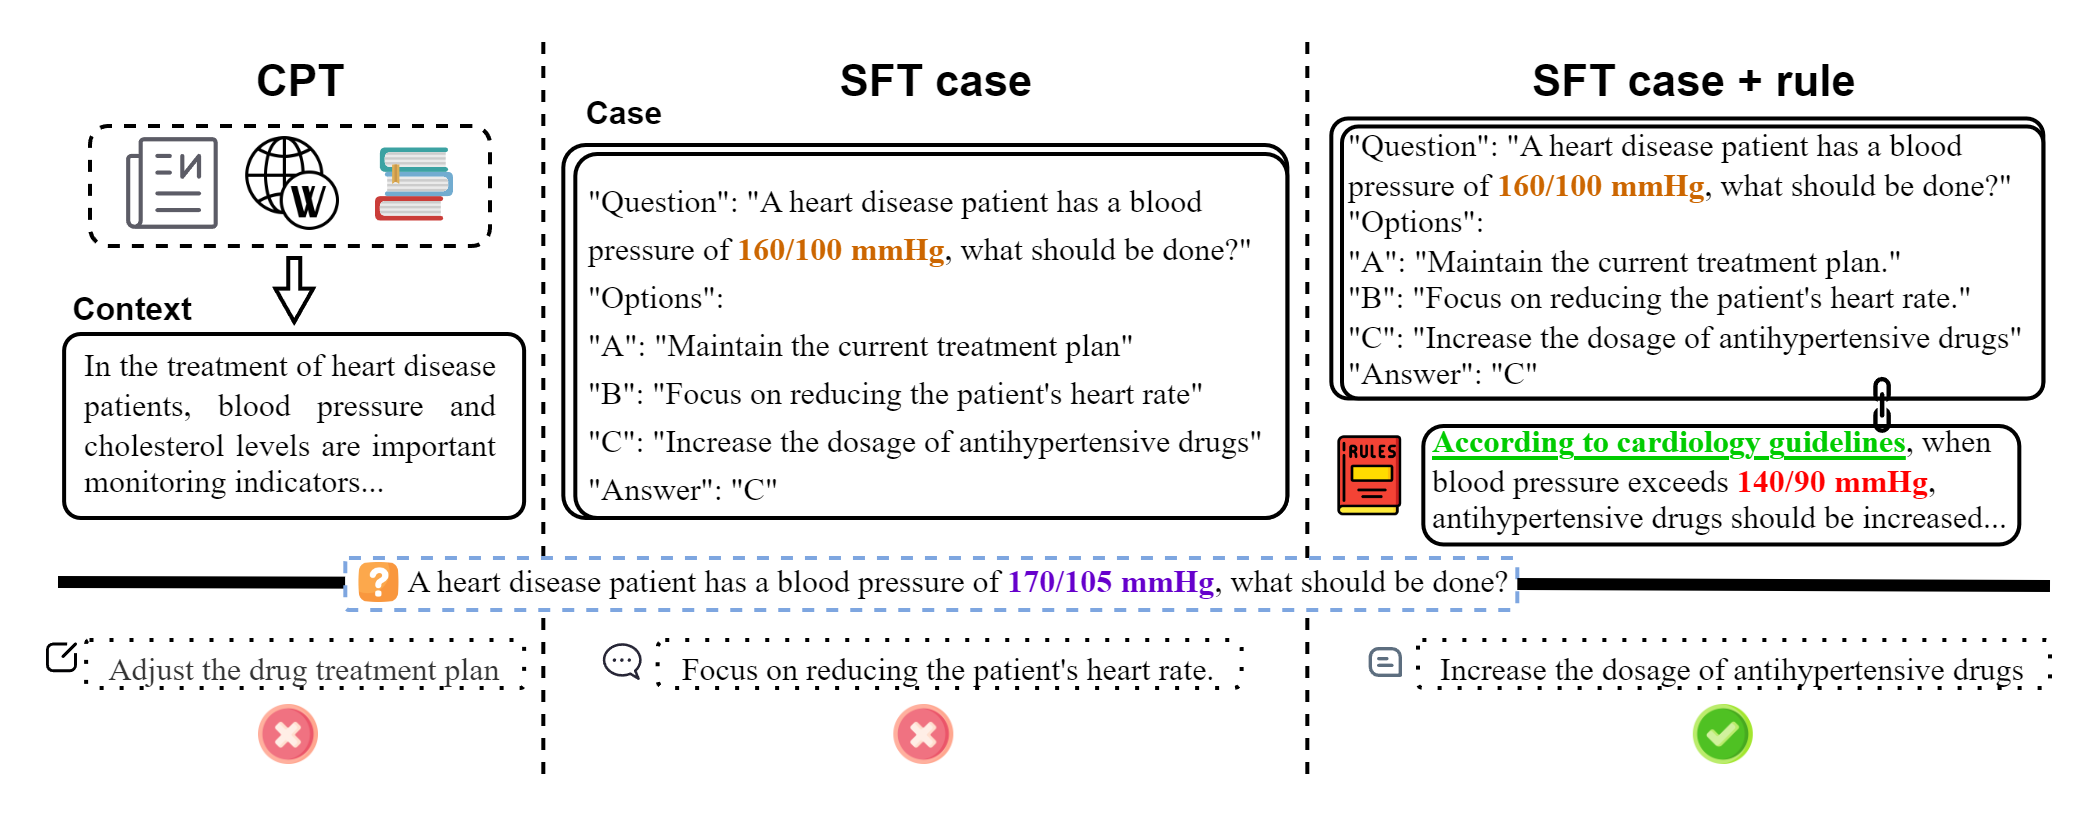 CPT
Context
In the treatment of heart disease
patients, blood pressure and
cholesterol levels are important
monitoring indicators...
SFT case
Case
"Question": "A heart disease patient has a blood
pressure of 160/100 mmHg, what should be done?"
"Options":
"A": "Maintain the current treatment plan"
"B": "Focus on reducing the patient's heart rate"
"C": "Increase the dosage of antihypertensive drugs"
"Answer": "C"
SFT case + rule
"Question": "A heart disease patient has a blood
pressure of 160/100 mmHg, what should be done?"
"Options":
"A": "Maintain the current treatment plan."
"B": "Focus on reducing the patient's heart rate."
"C": "Increase the dosage of antihypertensive drugs"
"Answer": "C"
RULES
According to cardiology guidelines, when
blood pressure exceeds 140/90 mmHg,
antihypertensive drugs should be increased...
? A heart disease patient has a blood pressure of 170/105 mmHg, what should be done?
Adjust the drug treatment plan
Focus on reducing the patient's heart rate.
Increase the dosage of antihypertensive drugs